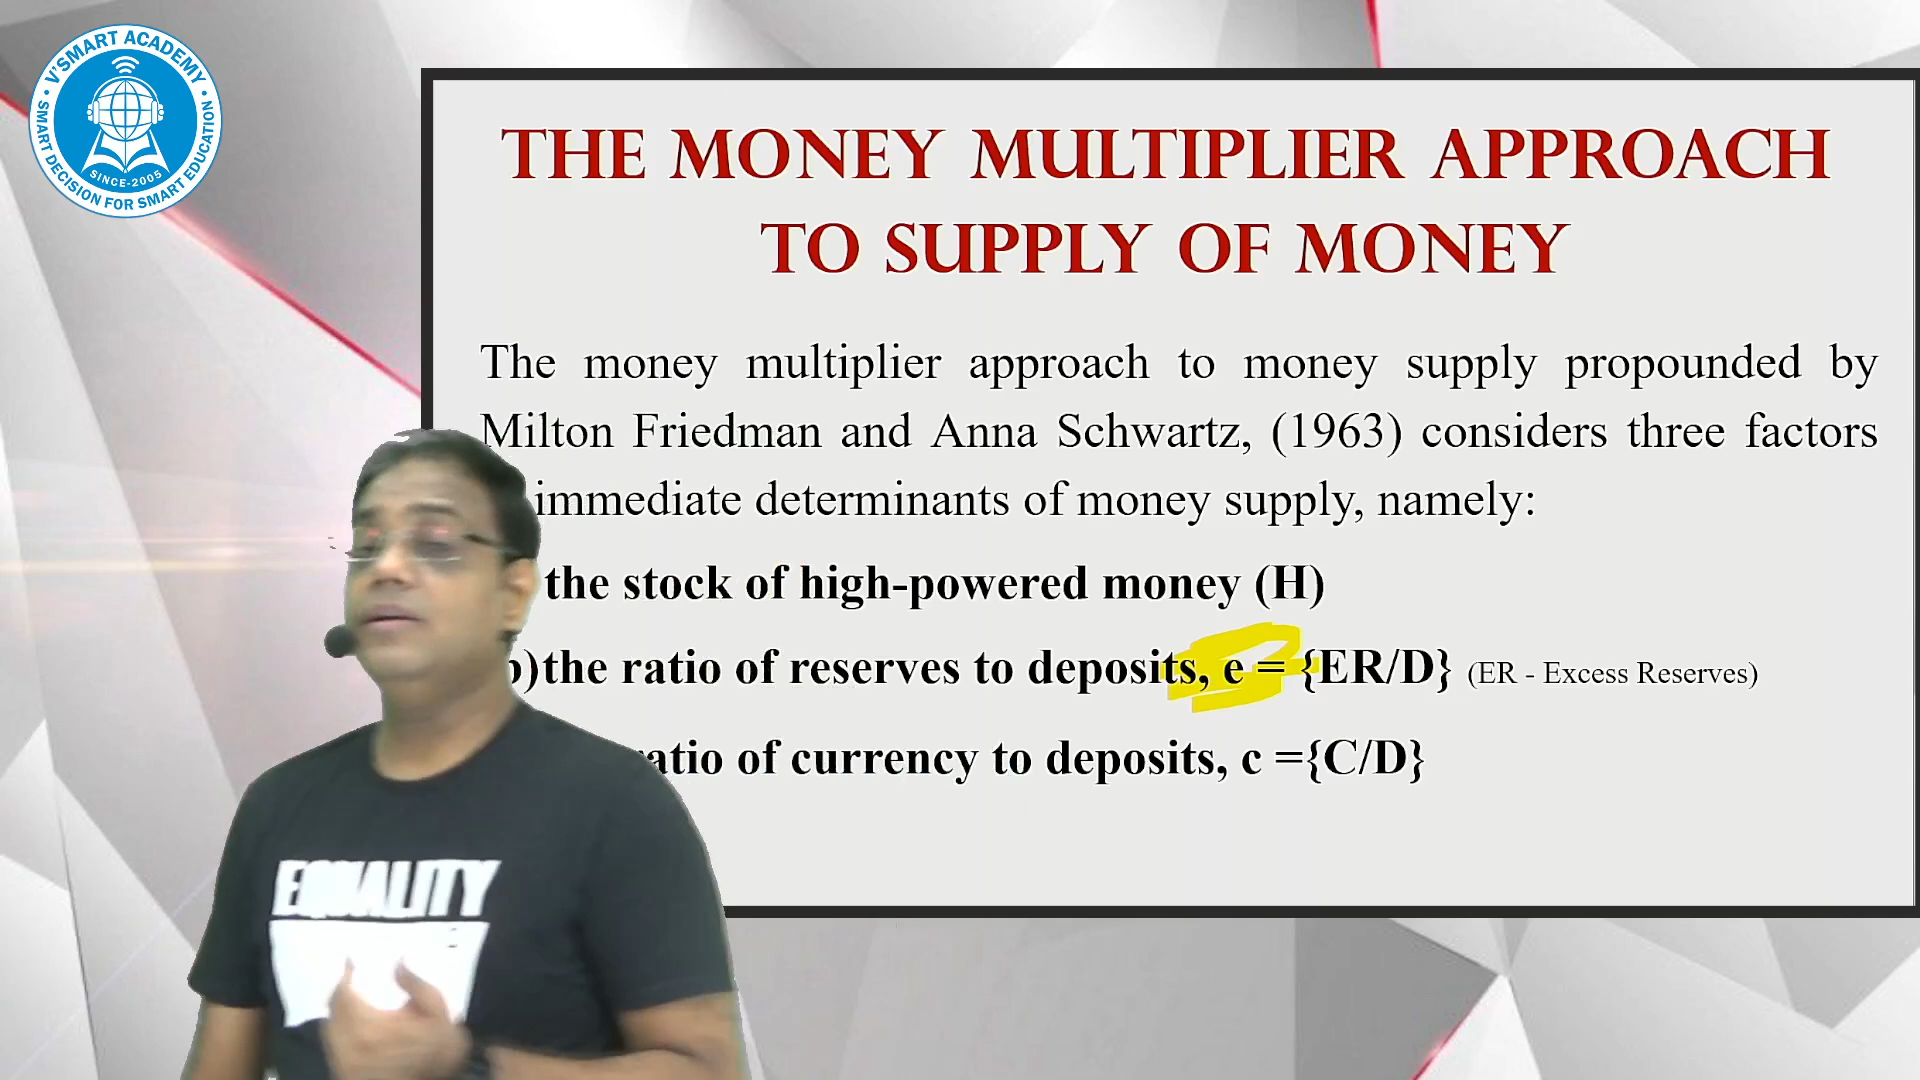 V'SMART ACADEMY
SMART DECISION FOR SMART EDUCATION
SINCE-2005
THE MONEY MULTIPLIER APPROACH
TO SUPPLY OF MONEY
The money multiplier approach to money supply propounded by
Milton Friedman and Anna Schwartz, (1963) considers three factors
immediate determinants of money supply, namely:
the stock of high-powered money (H)
b)the ratio of reserves to deposits, e = {ER/D} (ER - Excess Reserves)
ratio of currency to deposits, c ={C/D}
EQUALITY